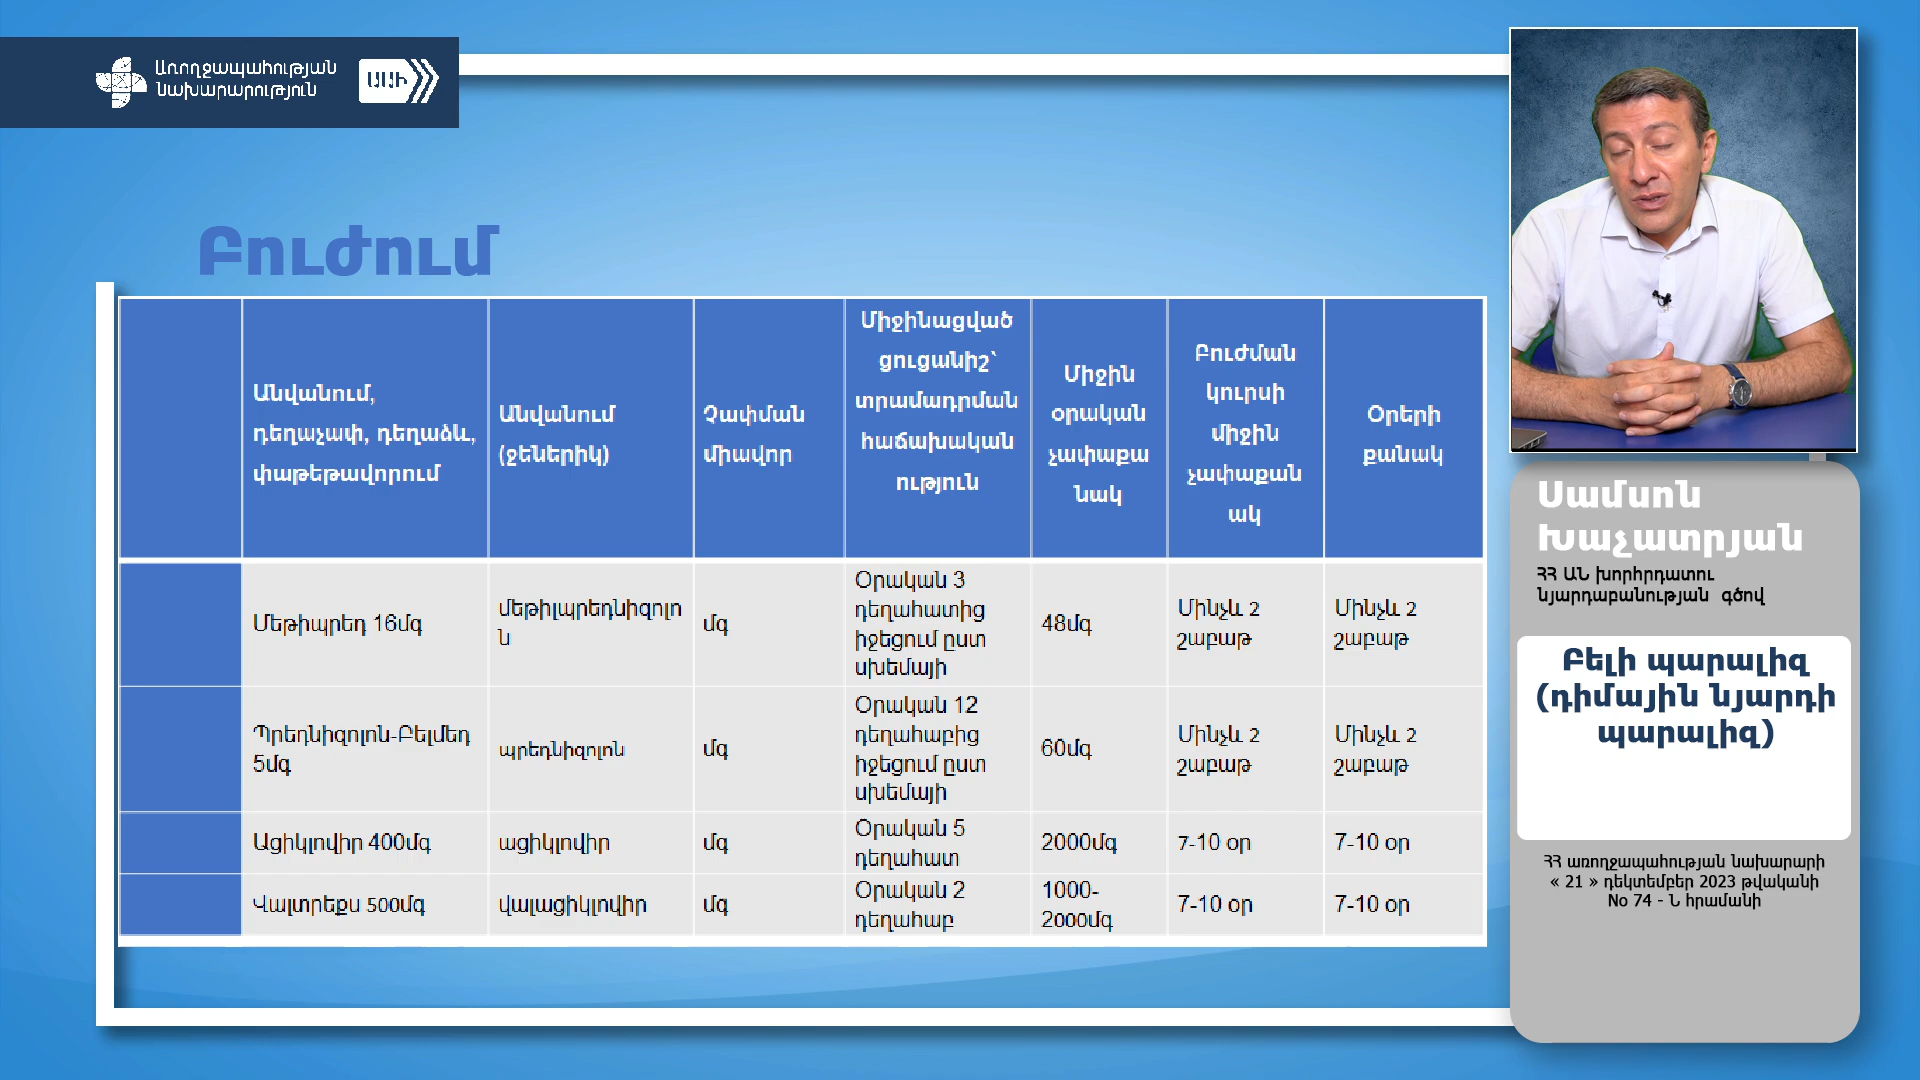 Առողջապահության
նախարարություն
ԱԱԻ
Բուժում
Անվանում,
դեղաչափ, դեղաձև,
փաթեթավորում
Անվանում
(ջեներիկ)
Չափման
միավոր
Միջինացված
ցուցանիշ՝
տրամադրման
հաճախական
ություն
Միջին
օրական
չափաքա
նակ
Բուժման
կուրսի
միջին
չափաքան
ակ
Օրերի
քանակ
Մեթիպրեդ 16մգ
մեթիլպրեդնիզոլո
ն
մգ
Օրական 3
դեղահատից
իջեցում ըստ
սխեմայի
48մգ
Մինչև 2
շաբաթ
Մինչև 2
շաբաթ
Պրեդնիզոլոն-Բելմեդ
5մգ
պրեդնիզոլոն
մգ
Օրական 12
դեղահաբից
իջեցում ըստ
սխեմայի
60մգ
Մինչև 2
շաբաթ
Մինչև 2
շաբաթ
Ացիկլովիր 400մգ
ացիկլովիր
մգ
Օրական 5
դեղահատ
2000մգ
7-10 օր
7-10 օր
Վալտրեքս 500մգ
վալացիկլովիր
մգ
Օրական 2
դեղահաբ
1000-
2000մգ
7-10 օր
7-10 օր
Սամսոն
Խաչատրյան
ՀՀ ԱՆ խորհրդատու
նյարդաբանության գծով
Բելի պարալիզ
(դիմային նյարդի
պարալիզ)
ՀՀ առողջապահության նախարարի
« 21 » դեկտեմբեր 2023 թվականի
No 74 - Ն հրամանի